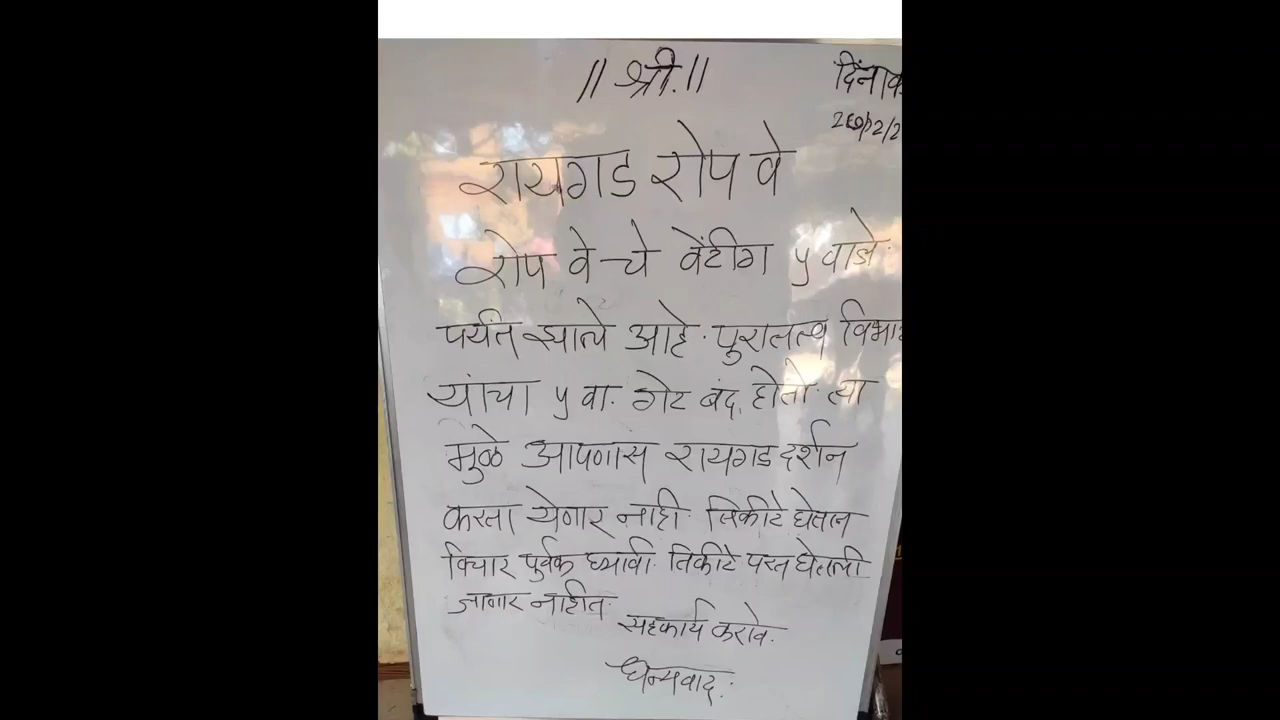 ॥ श्री. ॥
दिनांक
रायगड रोप वे
रोप वे चे वेंटीग ५ वाजे
पर्यंत झाले आहे. पुरातत्व विभाग
यांचा ५ वा. गेट बंद होतो. त्या
मुळे आपणास रायगड दर्शन
करता येणार नाही. तिकीटे घेताना
विचार पुर्वक घ्यावी. तिकीटे परत घेतली
जाणार नाहीत.
सहकार्य करावे.
धन्यवाद.